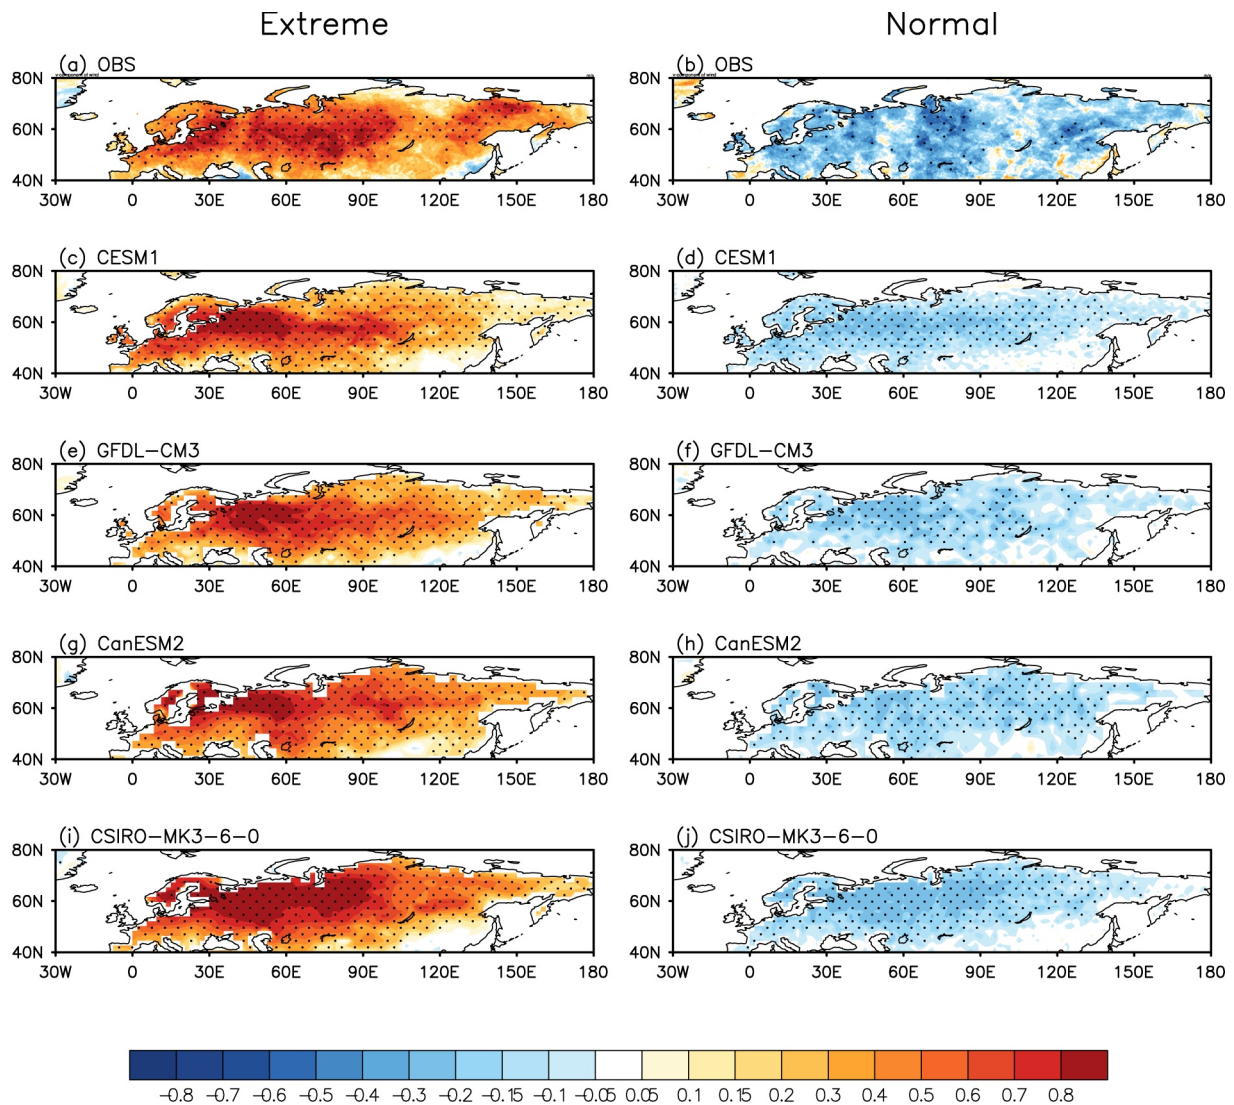 Extreme Normal
(a) OBS (b) OBS
v-component of wind m/s v-component of wind m/s
80N 80N
60N 60N
40N 40N
30W 0 30E 60E 90E 120E 150E 180 30W 0 30E 60E 90E 120E 150E 180
(c) CESM1 (d) CESM1
80N 80N
60N 60N
40N 40N
30W 0 30E 60E 90E 120E 150E 180 30W 0 30E 60E 90E 120E 150E 180
(e) GFDL-CM3 (f) GFDL-CM3
80N 80N
60N 60N
40N 40N
30W 0 30E 60E 90E 120E 150E 180 30W 0 30E 60E 90E 120E 150E 180
(g) CanESM2 (h) CanESM2
80N 80N
60N 60N
40N 40N
30W 0 30E 60E 90E 120E 150E 180 30W 0 30E 60E 90E 120E 150E 180
(i) CSIRO-MK3-6-0 (j) CSIRO-MK3-6-0
80N 80N
60N 60N
40N 40N
30W 0 30E 60E 90E 120E 150E 180 30W 0 30E 60E 90E 120E 150E 180
-0.8 -0.7 -0.6 -0.5 -0.4 -0.3 -0.2 -0.15 -0.1 -0.05 0.05 0.1 0.15 0.2 0.3 0.4 0.5 0.6 0.7 0.8